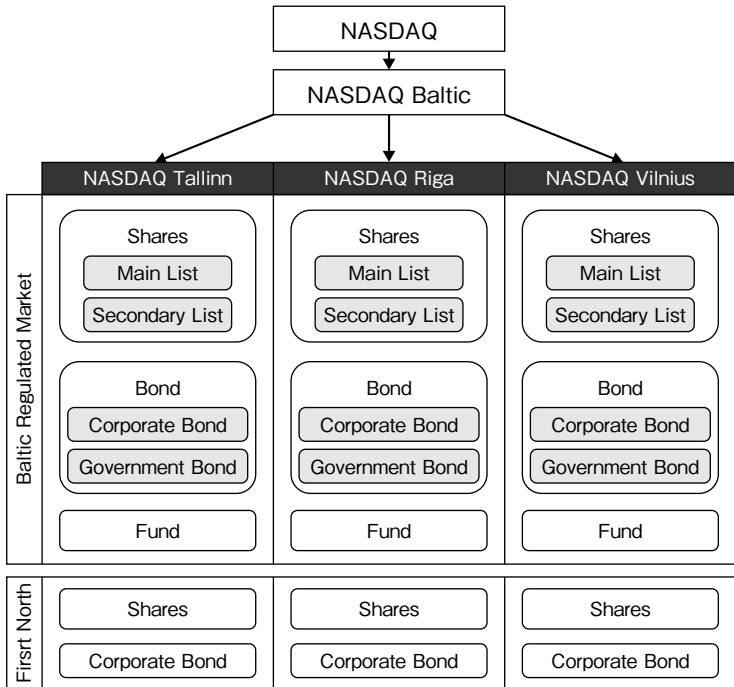 NASDAQ
NASDAQ Baltic
NASDAQ Tallinn NASDAQ Riga NASDAQ Vilnius
Baltic Regulated Market
Shares Shares Shares
Main List Main List Main List
Secondary List Secondary List Secondary List
Bond Bond Bond
Corporate Bond Corporate Bond Corporate Bond
Government Bond Government Bond Government Bond
Fund Fund Fund
Firsrt North
Shares Shares Shares
Corporate Bond Corporate Bond Corporate Bond